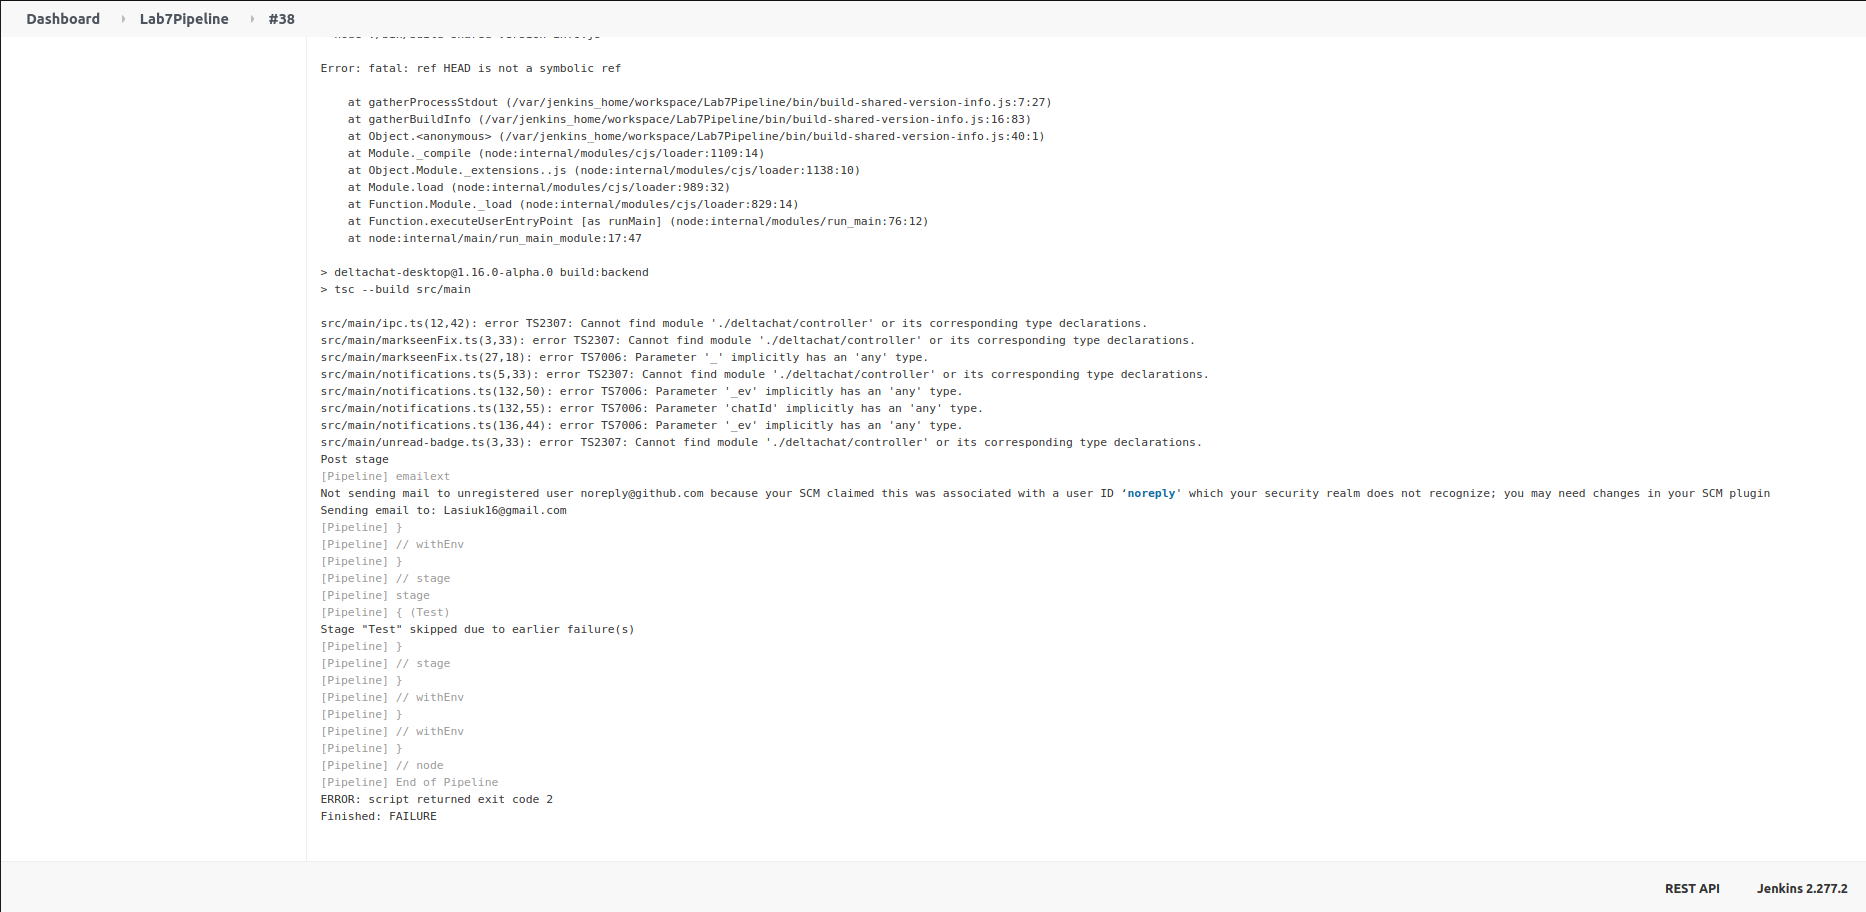 Dashboard Lab7Pipeline #38
Error: fatal: ref HEAD is not a symbolic ref
at gatherProcessStdout (/var/jenkins_home/workspace/Lab7Pipeline/bin/build-shared-version-info.js:7:27)
at gatherBuildInfo (/var/jenkins_home/workspace/Lab7Pipeline/bin/build-shared-version-info.js:16:83)
at Object.<anonymous> (/var/jenkins_home/workspace/Lab7Pipeline/bin/build-shared-version-info.js:40:1)
at Module._compile (node:internal/modules/cjs/loader:1109:14)
at Object.Module._extensions..js (node:internal/modules/cjs/loader:1138:10)
at Module.load (node:internal/modules/cjs/loader:989:32)
at Function.Module._load (node:internal/modules/cjs/loader:829:14)
at Function.executeUserEntryPoint [as runMain] (node:internal/modules/run_main:76:12)
at node:internal/main/run_main_module:17:47
> deltachat-desktop@1.16.0-alpha.0 build:backend
> tsc --build src/main
src/main/ipc.ts(12,42): error TS2307: Cannot find module './deltachat/controller' or its corresponding type declarations.
src/main/markseenFix.ts(3,33): error TS2307: Cannot find module './deltachat/controller' or its corresponding type declarations.
src/main/markseenFix.ts(27,18): error TS7006: Parameter '_' implicitly has an 'any' type.
src/main/notifications.ts(5,33): error TS2307: Cannot find module './deltachat/controller' or its corresponding type declarations.
src/main/notifications.ts(132,50): error TS7006: Parameter '_ev' implicitly has an 'any' type.
src/main/notifications.ts(132,55): error TS7006: Parameter 'chatId' implicitly has an 'any' type.
src/main/notifications.ts(136,44): error TS7006: Parameter '_ev' implicitly has an 'any' type.
src/main/unread-badge.ts(3,33): error TS2307: Cannot find module './deltachat/controller' or its corresponding type declarations.
Post stage
[Pipeline] emailext
Not sending mail to unregistered user noreply@github.com because your SCM claimed this was associated with a user ID ‘noreply' which your security realm does not recognize; you may need changes in your SCM plugin
Sending email to: Lasiuk16@gmail.com
[Pipeline] }
[Pipeline] // withEnv
[Pipeline] }
[Pipeline] // stage
[Pipeline] stage
[Pipeline] { (Test)
Stage "Test" skipped due to earlier failure(s)
[Pipeline] }
[Pipeline] // stage
[Pipeline] }
[Pipeline] // withEnv
[Pipeline] }
[Pipeline] // withEnv
[Pipeline] }
[Pipeline] // node
[Pipeline] End of Pipeline
ERROR: script returned exit code 2
Finished: FAILURE
REST API Jenkins 2.277.2